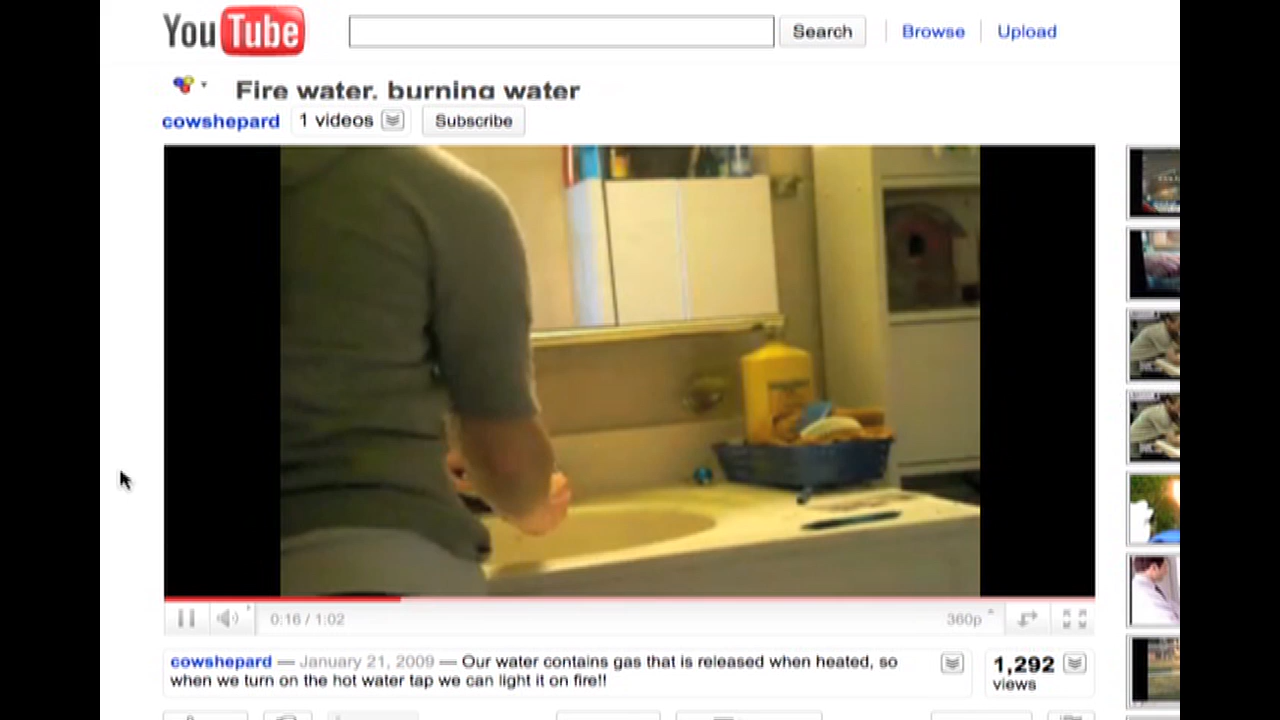 You Tube Search Browse Upload
Fire water. burning water
cowshepard 1 videos Subscribe
0:16 / 1:02 360p
cowshepard — January 21, 2009 — Our water contains gas that is released when heated, so
when we turn on the hot water tap we can light it on fire!!
1,292
views